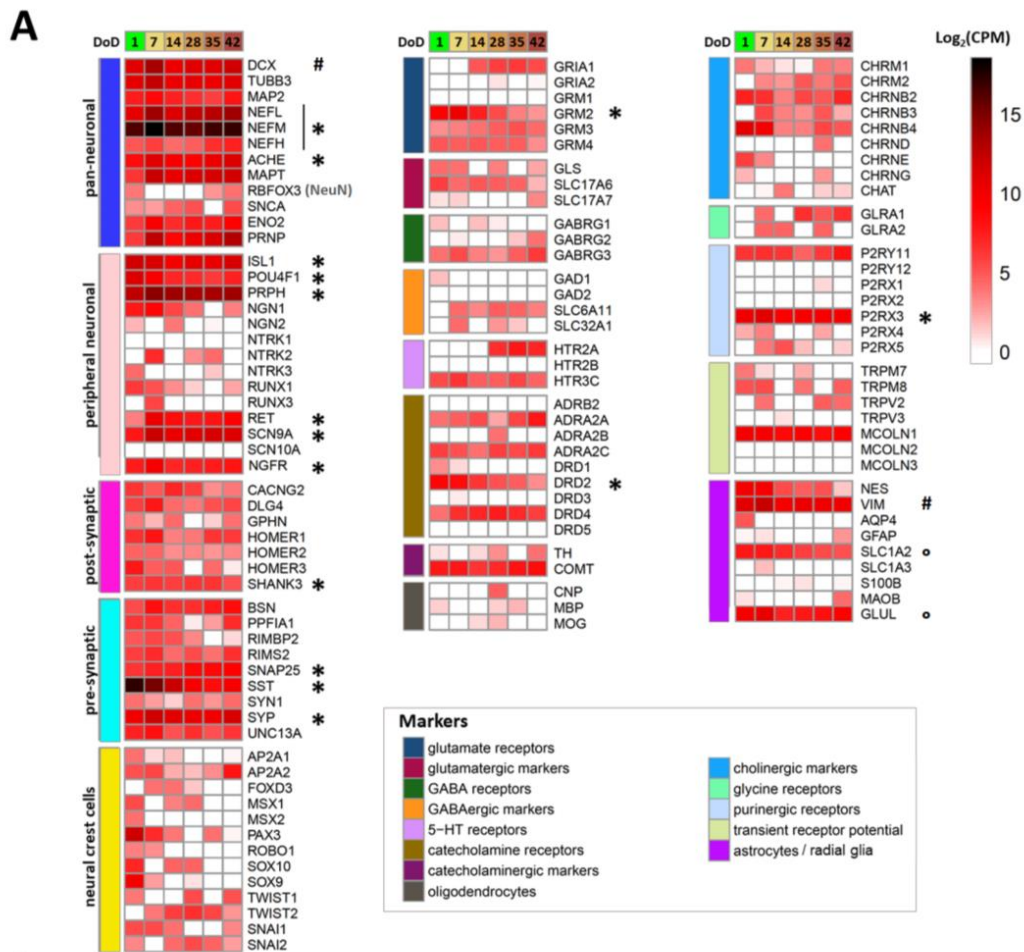 A
DoD 1 7 14 28 35 42
pan-neuronal
DCX #
TUBB3
MAP2
NEFL
NEFM *
NEFH
ACHE *
MAPT
RBFOX3 (NeuN)
SNCA
ENO2
PRNP
peripheral neuronal
ISL1 *
POU4F1 *
PRPH *
NGN1
NGN2
NTRK1
NTRK2
NTRK3
RUNX1
RUNX3
RET *
SCN9A *
SCN10A
NGFR *
post-synaptic
CACNG2
DLG4
GPHN
HOMER1
HOMER2
HOMER3
SHANK3 *
pre-synaptic
BSN
PPFIA1
RIMBP2
RIMS2
SNAP25 *
SST *
SYN1
SYP *
UNC13A
neural crest cells
AP2A1
AP2A2
FOXD3
MSX1
MSX2
PAX3
ROBO1
SOX10
SOX9
TWIST1
TWIST2
SNAI1
SNAI2
DoD 1 7 14 28 35 42
GRIA1
GRIA2
GRM1
GRM2 *
GRM3
GRM4
GLS
SLC17A6
SLC17A7
GABRG1
GABRG2
GABRG3
GAD1
GAD2
SLC6A11
SLC32A1
HTR2A
HTR2B
HTR3C
ADRB2
ADRA2A
ADRA2B
ADRA2C
DRD1
DRD2 *
DRD3
DRD4
DRD5
TH
COMT
CNP
MBP
MOG
DoD 1 7 14 28 35 42
CHRM1
CHRM2
CHRNB2
CHRNB3
CHRNB4
CHRND
CHRNE
CHRNG
CHAT
GLRA1
GLRA2
P2RY11
P2RY12
P2RX1
P2RX2
P2RX3 *
P2RX4
P2RX5
TRPM7
TRPM8
TRPV2
TRPV3
MCOLN1
MCOLN2
MCOLN3
NES
VIM #
AQP4
GFAP
SLC1A2 °
SLC1A3
S100B
MAOB
GLUL °
Log2(CPM)
15
10
5
0
Markers
glutamate receptors
glutamatergic markers
GABA receptors
GABAergic markers
5-HT receptors
catecholamine receptors
catecholaminergic markers
oligodendrocytes
cholinergic markers
glycine receptors
purinergic receptors
transient receptor potential
astrocytes / radial glia